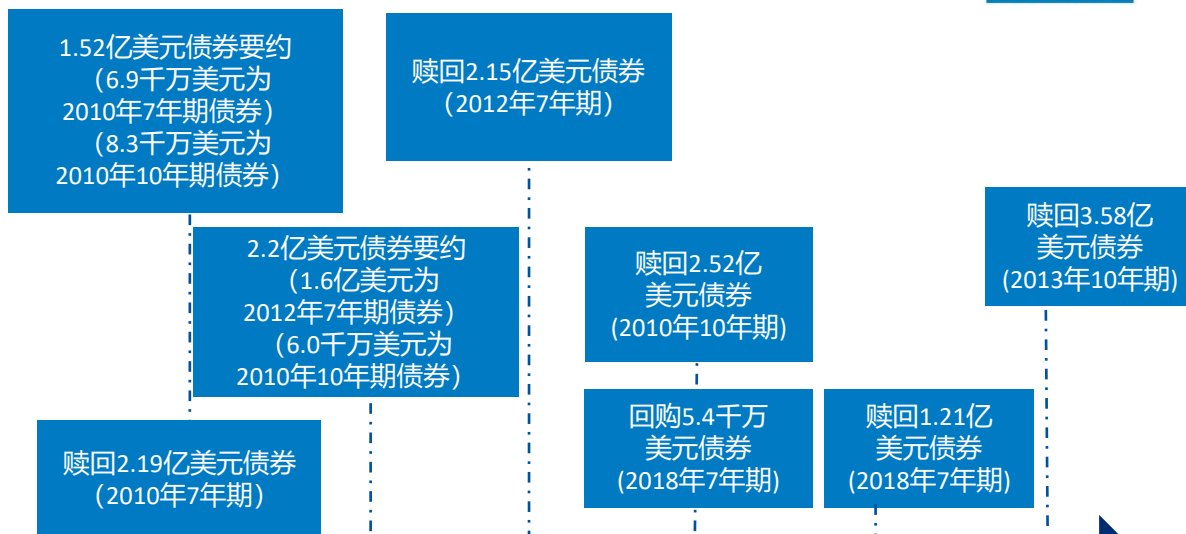 1.52亿美元债券要约
（6.9千万美元为
2010年7年期债券）
（8.3千万美元为
2010年10年期债券）
赎回2.15亿美元债券
（2012年7年期）
2.2亿美元债券要约
（1.6亿美元为
2012年7年期债券）
（6.0千万美元为
2010年10年期债券）
赎回2.52亿
美元债券
(2010年10年期)
赎回3.58亿
美元债券
(2013年10年期)
赎回2.19亿美元债券
（2010年7年期）
回购5.4千万
美元债券
(2018年7年期)
赎回1.21亿
美元债券
(2018年7年期)